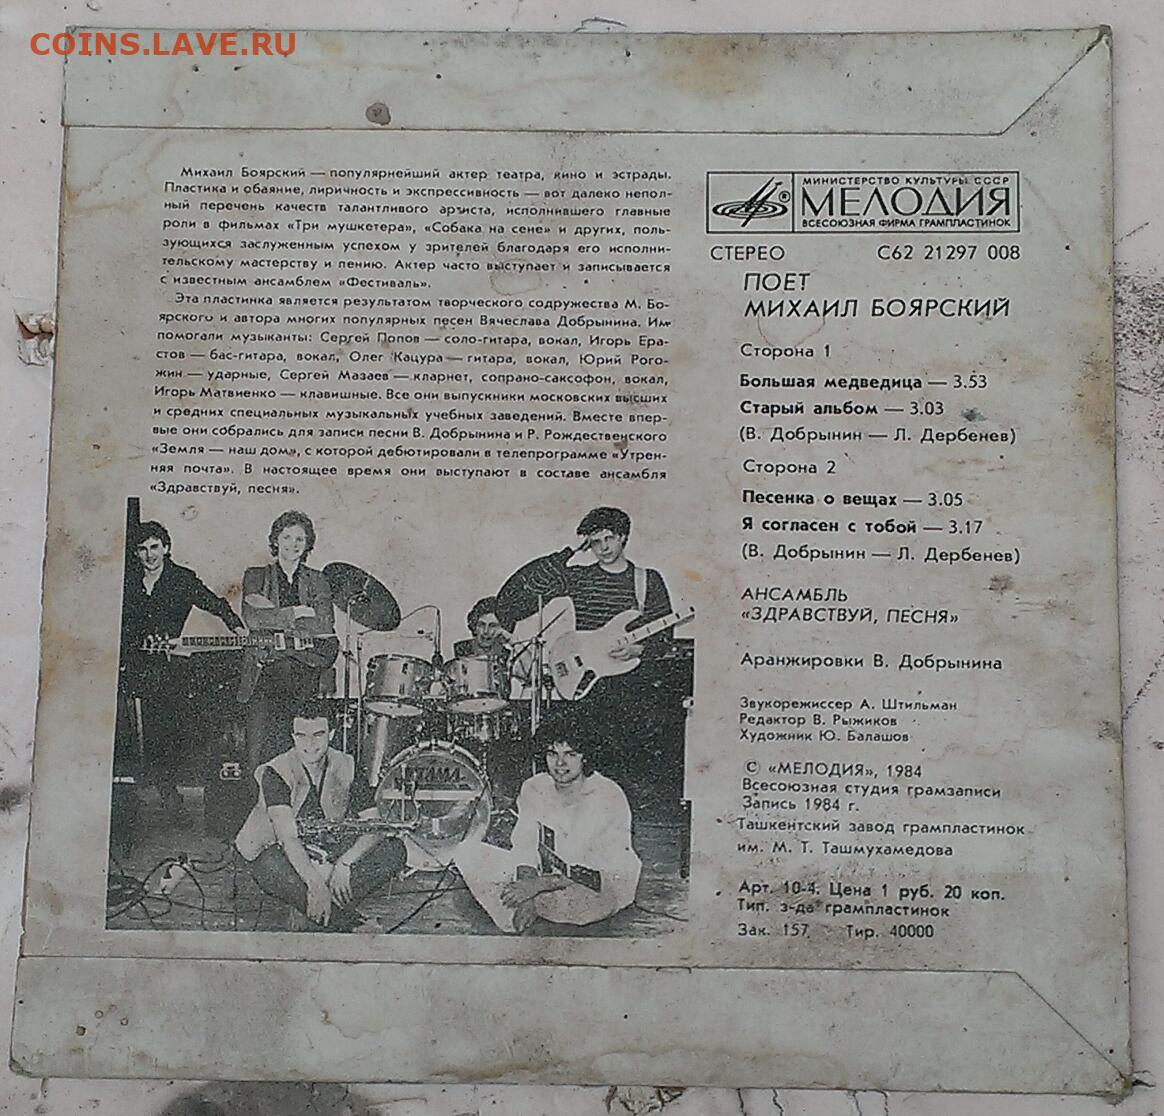 COINS.LAVE.RU
Михаил Боярский — популярнейший актер театра, кино и эстрады.
Пластика и обаяние, лиричность и экспрессивность — вот далеко непол-
ный перечень качеств талантливого артиста, исполнившего главные
роли в фильмах «Три мушкетера», «Собака на сене» и других, поль-
зующихся заслуженным успехом у зрителей благодаря его исполни-
тельскому мастерству и пению. Актер часто выступает и записывается
с известным ансамблем «Фестиваль».
Эта пластинка является результатом творческого содружества М. Бо-
ярского и автора многих популярных песен Вячеслава Добрынина. Им
помогали музыканты: Сергей Попов — соло-гитара, вокал, Игорь Ера-
стов — бас-гитара, вокал, Олег Кацура — гитара, вокал, Юрий Рого-
жин — ударные, Сергей Мазаев — кларнет, сопрано-саксофон, вокал,
Игорь Матвиенко — клавишные. Все они выпускники московских высших
и средних специальных музыкальных учебных заведений. Вместе впер-
вые они собрались для записи песни В. Добрынина и Р. Рождественского
«Земля — наш дом», с которой дебютировали в телепрограмме «Утрен-
няя почта». В настоящее время они выступают в составе ансамбля
«Здравствуй, песня».
TAMA
МИНИСТЕРСТВО КУЛЬТУРЫ СССР
МЕЛОДИЯ
ВСЕСОЮЗНАЯ ФИРМА ГРАМПЛАСТИНОК
СТЕРЕО С62 21297 008
ПОЕТ
МИХАИЛ БОЯРСКИЙ
Сторона 1
Большая медведица — 3.53
Старый альбом — 3.03
(В. Добрынин — Л. Дербенев)
Сторона 2
Песенка о вещах — 3.05
Я согласен с тобой — 3.17
(В. Добрынин — Л. Дербенев)
АНСАМБЛЬ
«ЗДРАВСТВУЙ, ПЕСНЯ»
Аранжировки В. Добрынина
Звукорежиссер А. Штильман
Редактор В. Рыжиков
Художник Ю. Балашов
© «МЕЛОДИЯ», 1984
Всесоюзная студия грамзаписи
Запись 1984 г.
Ташкентский завод грампластинок
им. М. Т. Ташмухамедова
Арт. 10-4. Цена 1 руб. 20 коп.
Тип. з-да грампластинок
Зак. 157 Тир. 40000